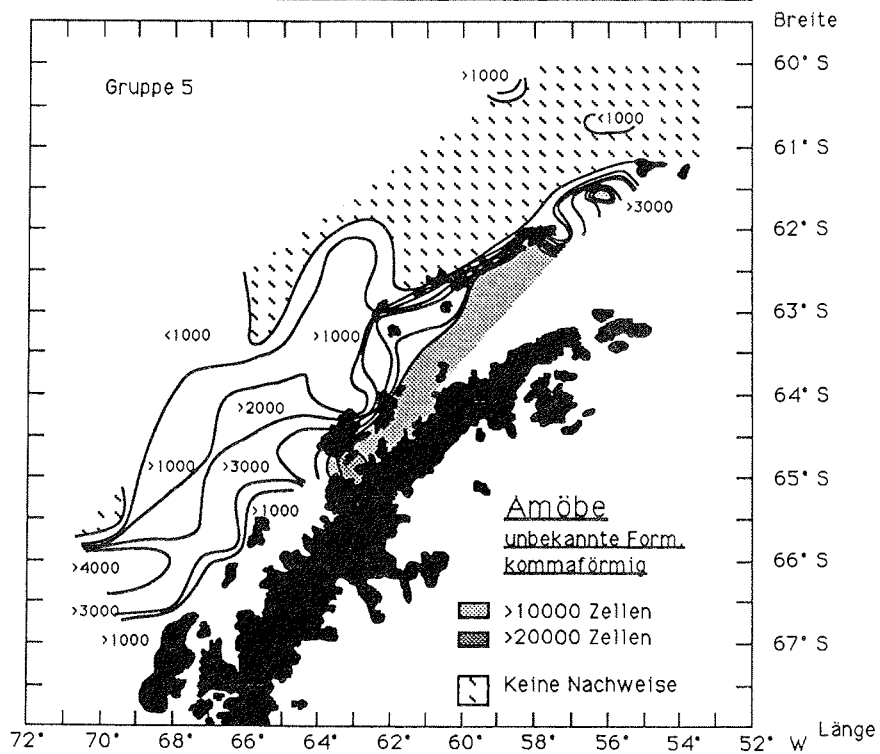 Breite
60° S
>1000
Gruppe 5
<1000
61° S
>3000
62° S
63° S
<1000
>1000
64° S
>2000
>1000
>3000
65° S
>1000
Amöbe
unbekannte Form,
kommaförmig
66° S
>4000
>3000
>10000 Zellen
>1000
>20000 Zellen
67° S
Keine Nachweise
72° 70° 68° 66° 64° 62° 60° 58° 56° 54° 52° W Länge